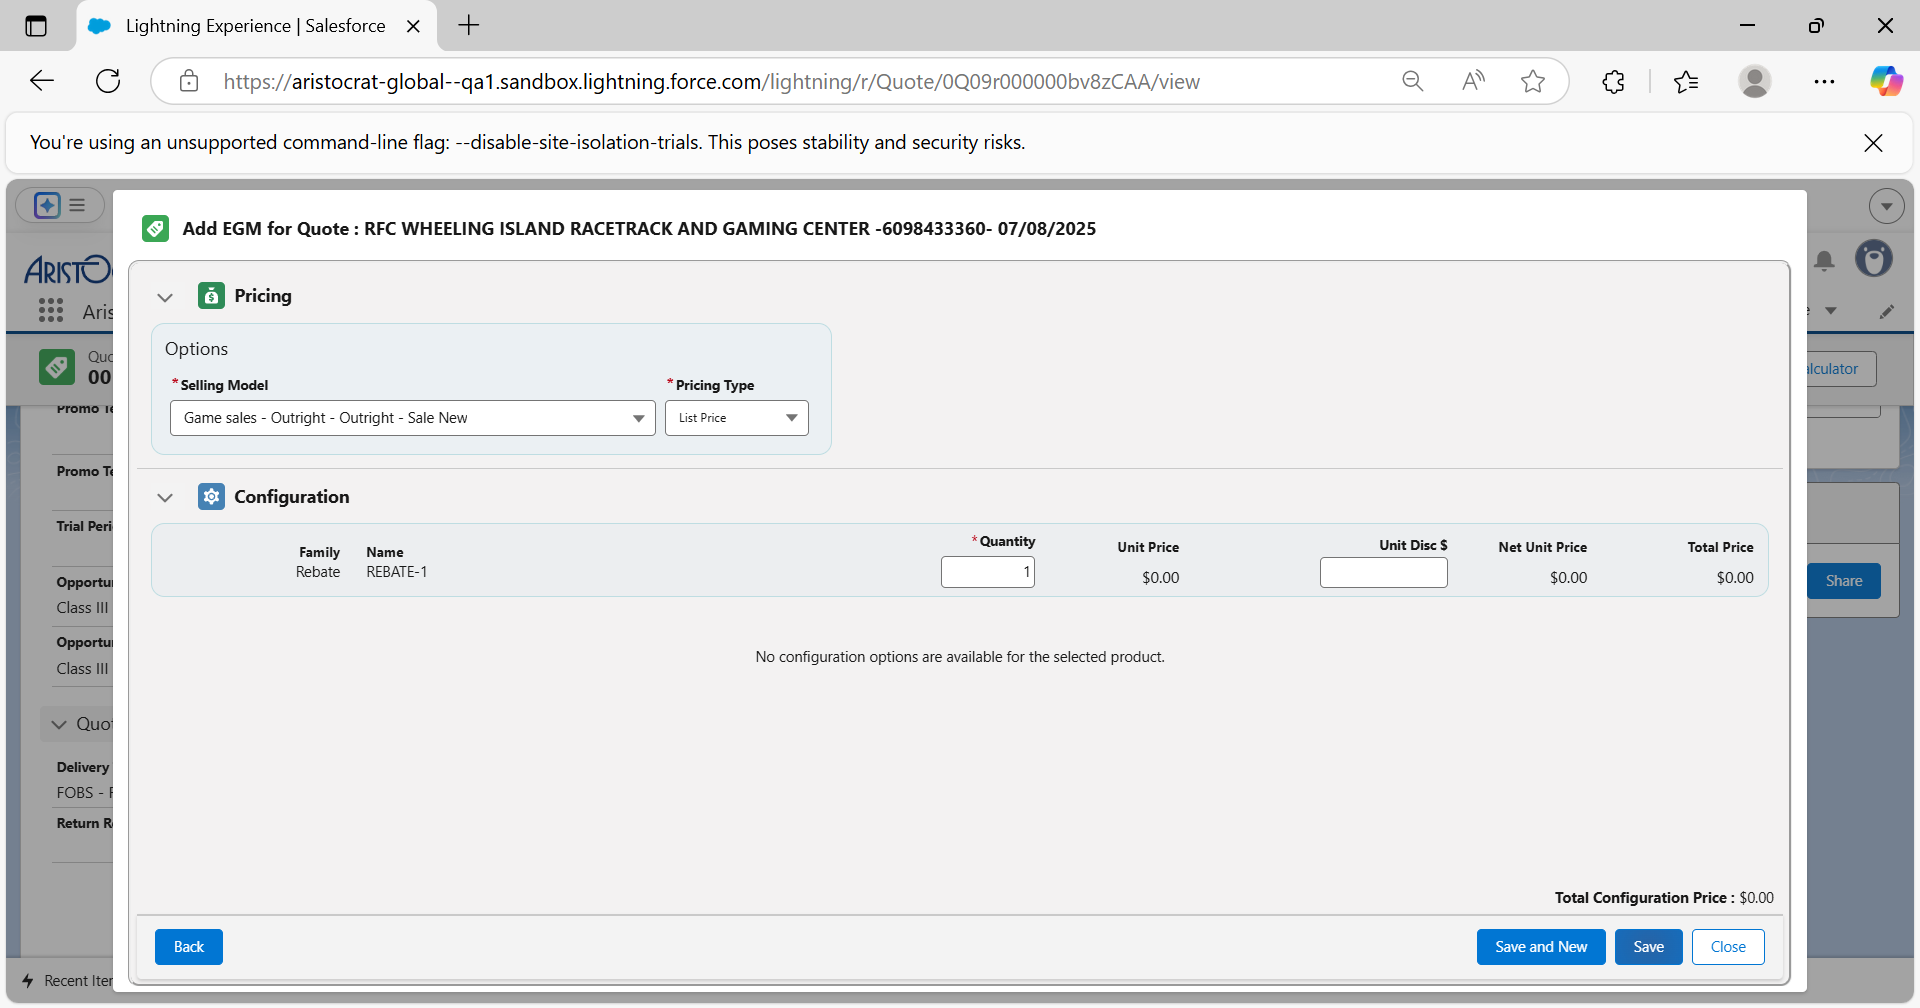 Lightning Experience | Salesforce
https://aristocrat-global--qa1.sandbox.lightning.force.com/lightning/r/Quote/0Q09r000000bv8zCAA/view
You're using an unsupported command-line flag: --disable-site-isolation-trials. This poses stability and security risks.
Add EGM for Quote : RFC WHEELING ISLAND RACETRACK AND GAMING CENTER -6098433360- 07/08/2025
Pricing
Options
*Selling Model
*Pricing Type
Game sales - Outright - Outright - Sale New
List Price
Configuration
Family
Name
*Quantity
Unit Price
Unit Disc $
Net Unit Price
Total Price
Rebate
REBATE-1
1
$0.00
$0.00
$0.00
No configuration options are available for the selected product.
Total Configuration Price : $0.00
Back
Save and New
Save
Close
ARISTOC
Aris
Quo
00
Promo Te
Promo Te
Trial Peri
Opportu
Class III
Opportu
Class III
Quot
Delivery
FOBS - F
Return R
Recent Iter
alculator
Share